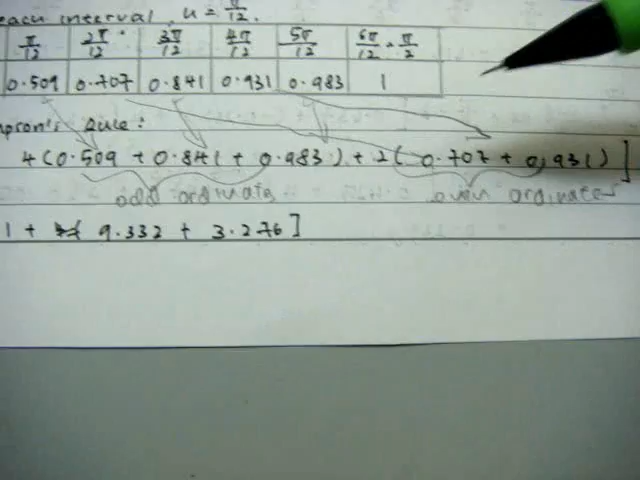 each interval, h = π/12.
π/12 2π/12 3π/12 4π/12 5π/12 6π/12 = π/2
0.509 0.707 0.841 0.931 0.983 1
mpson's Rule:
4(0.509 + 0.841 + 0.983) + 2(0.707 + 0.931)]
odd ordinate even ordinates
1 + 9.332 + 3.276]